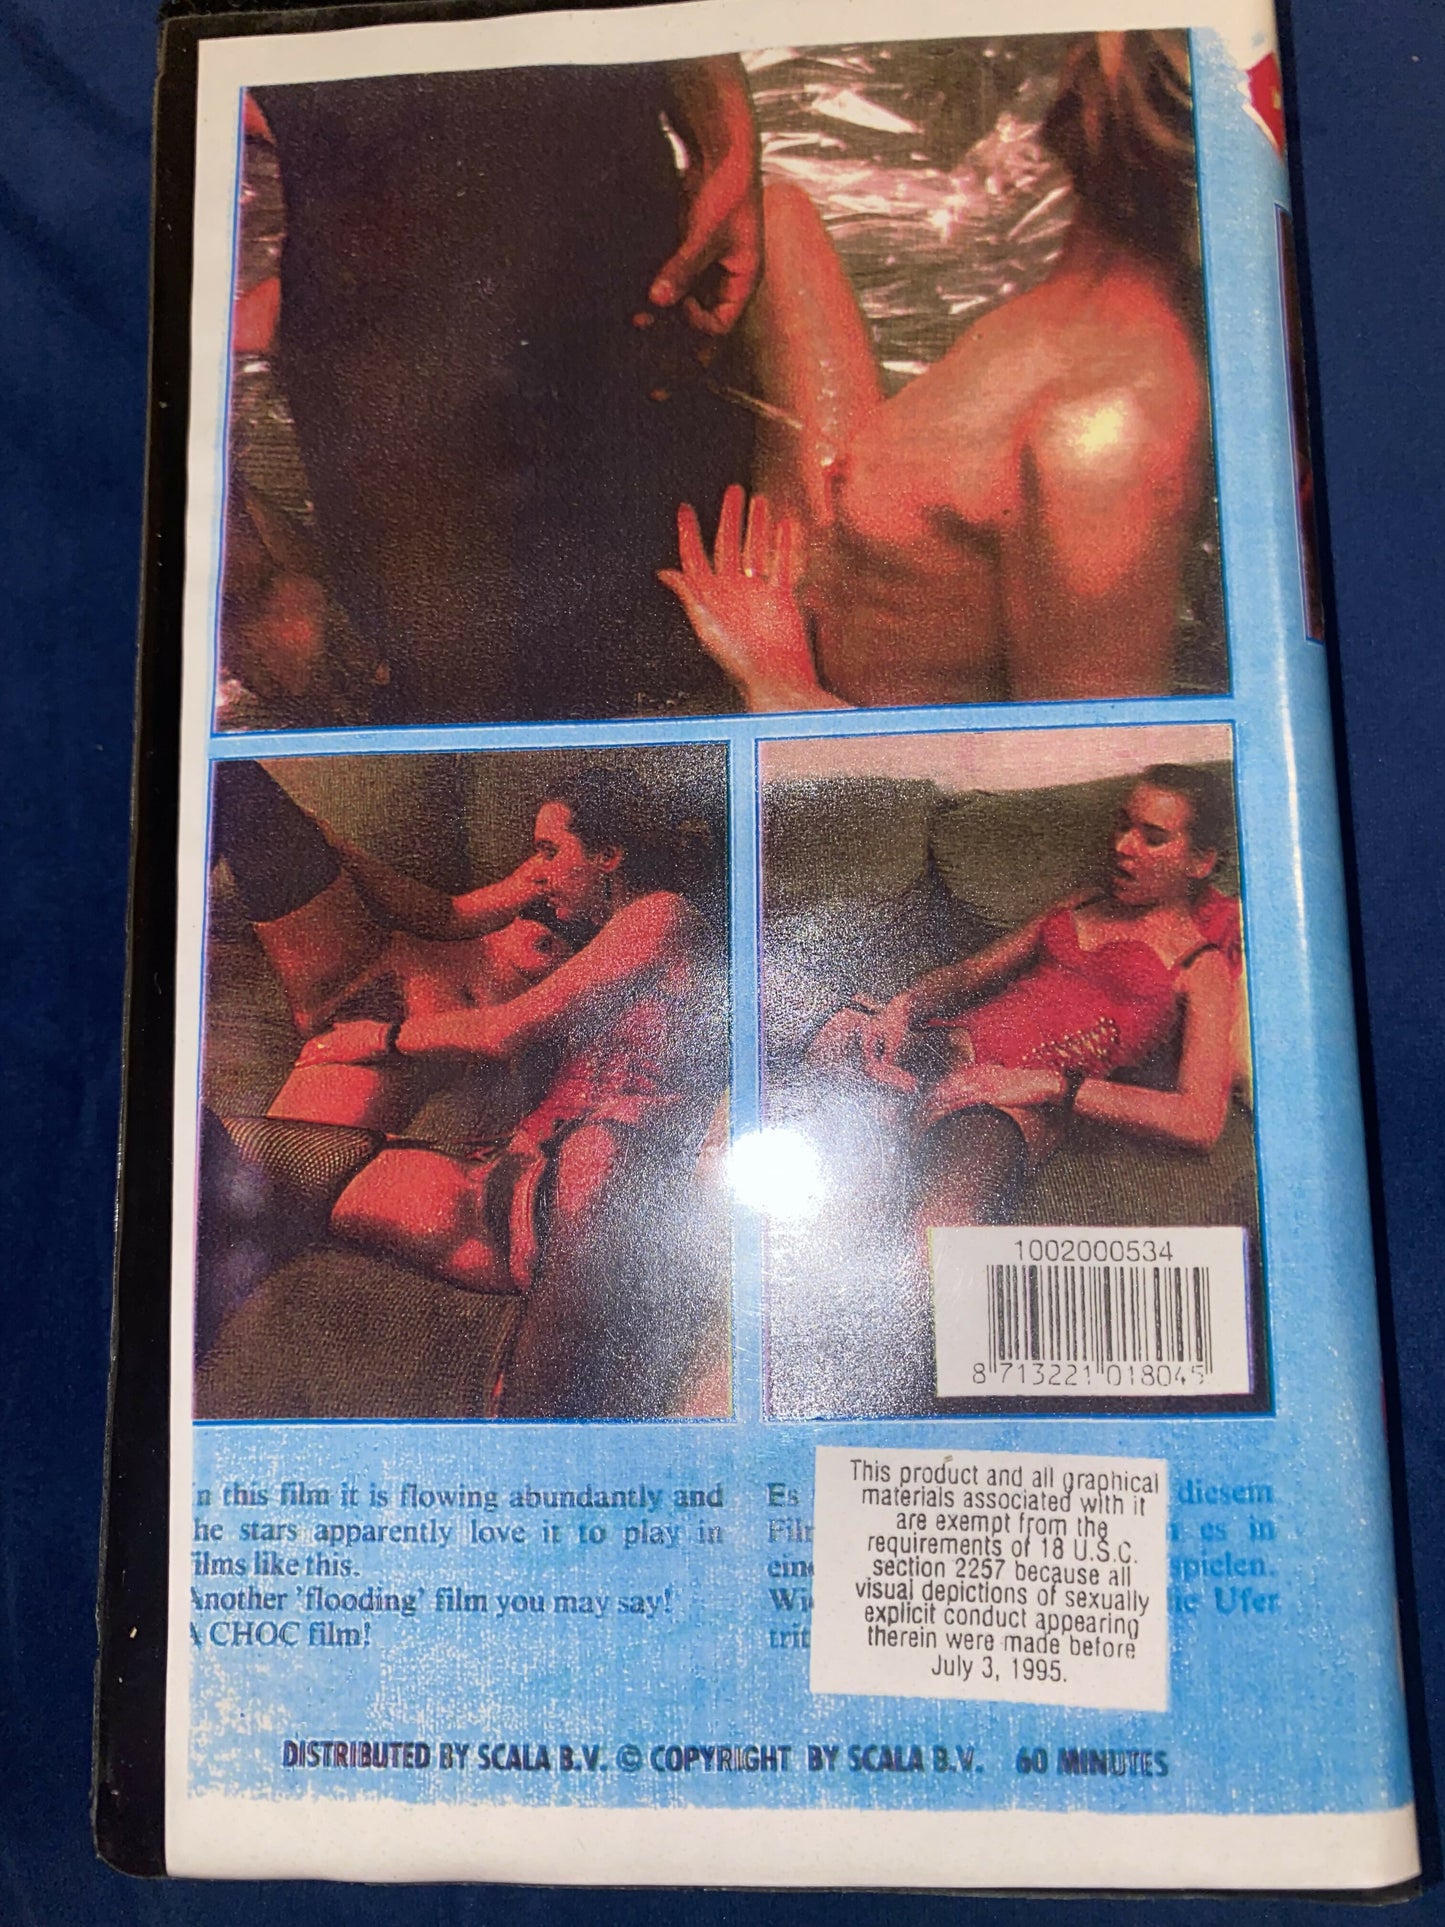 1002000534
8 713221 018045
n this film it is flowing abundantly and
he stars apparently love it to play in
films like this.
Another 'flooding' film you may say!
A CHOC film!
Es diesem
es in
spielen.
Ufer
This product and all graphical
materials associated with it
are exempt from the
requirements of 18 U.S.C.
section 2257 because all
visual depictions of sexually
explicit conduct appearing
therein were made before
July 3, 1995.
DISTRIBUTED BY SCALA B.V. © COPYRIGHT BY SCALA B.V. 60 MINUTES